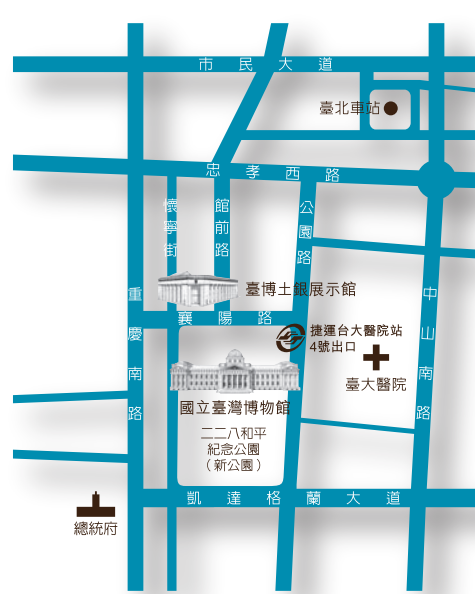 市民大道
臺北車站
忠孝西路
懷寧街
館前路
公園路
臺博土銀展示館
重慶南路
中山南路
襄陽路
捷運台大醫院站
4號出口
臺大醫院
國立臺灣博物館
二二八和平
紀念公園
（新公園）
凱達格蘭大道
總統府